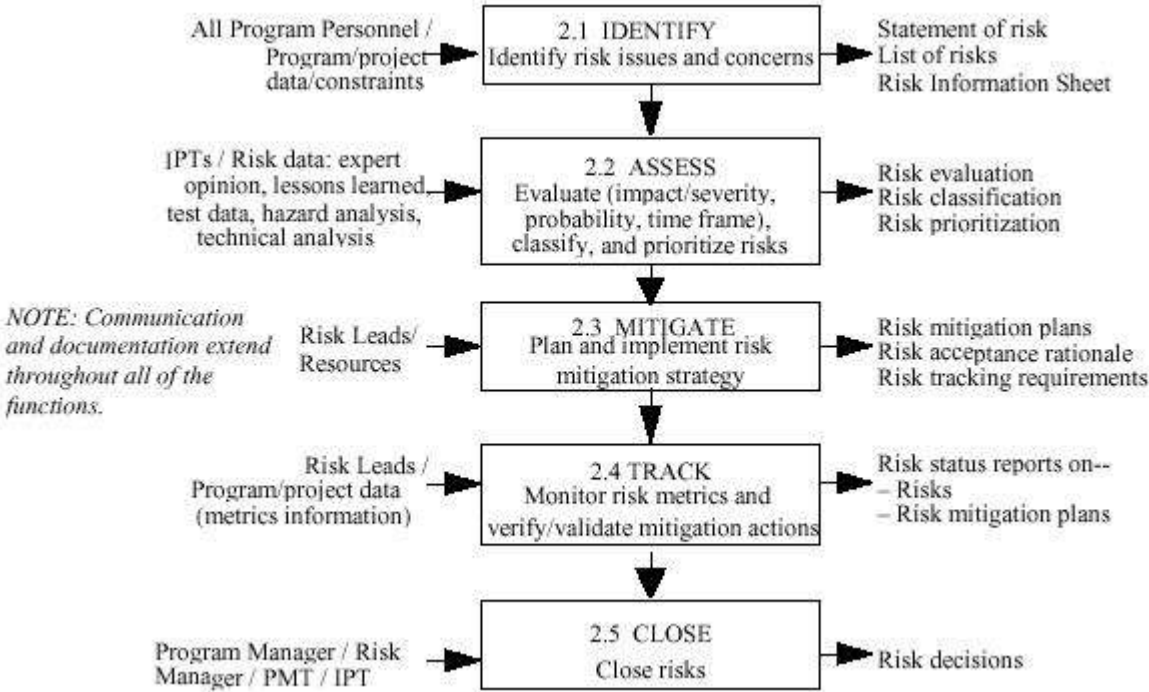 All Program Personnel /
Program/project
data/constraints
2.1 IDENTIFY
Identify risk issues and concerns
Statement of risk
List of risks
Risk Information Sheet
IPTs / Risk data: expert
opinion, lessons learned,
test data, hazard analysis,
technical analysis
2.2 ASSESS
Evaluate (impact/severity,
probability, time frame),
classify, and prioritize risks
Risk evaluation
Risk classification
Risk prioritization
NOTE: Communication
and documentation extend
throughout all of the
functions.
Risk Leads/
Resources
2.3 MITIGATE
Plan and implement risk
mitigation strategy
Risk mitigation plans
Risk acceptance rationale
Risk tracking requirements
Risk Leads /
Program/project data
(metrics information)
2.4 TRACK
Monitor risk metrics and
verify/validate mitigation actions
Risk status reports on--
– Risks
– Risk mitigation plans
Program Manager / Risk
Manager / PMT / IPT
2.5 CLOSE
Close risks
Risk decisions